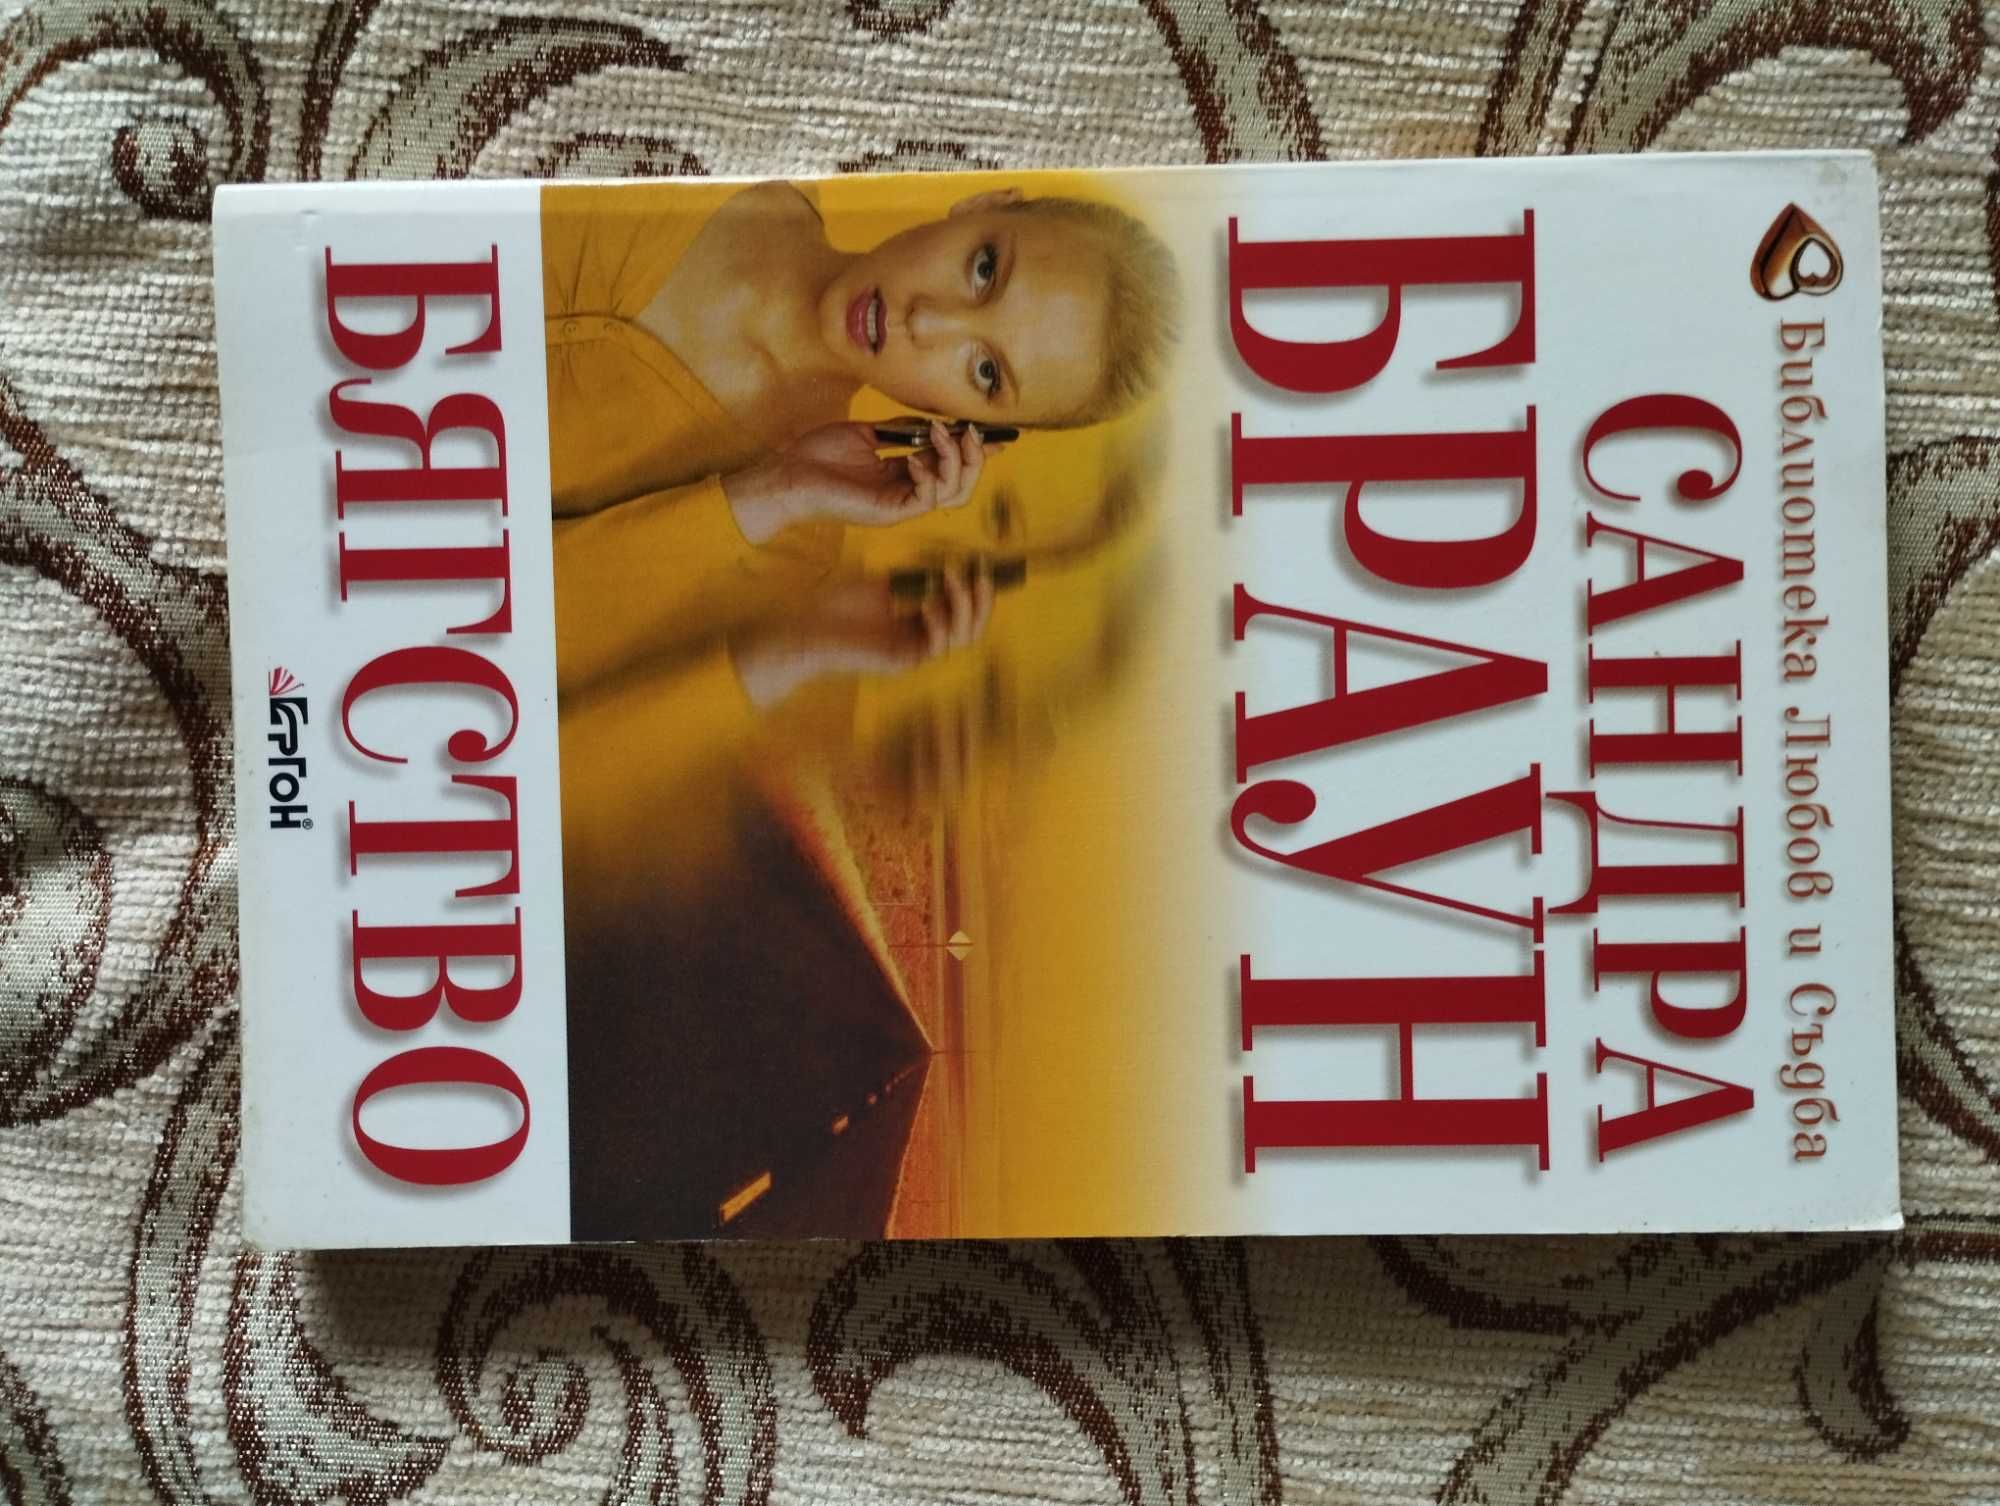 Библиотека Любов и Съдба
САНДРА
БРАУН
БЯГСТВО
ЕРГОН®